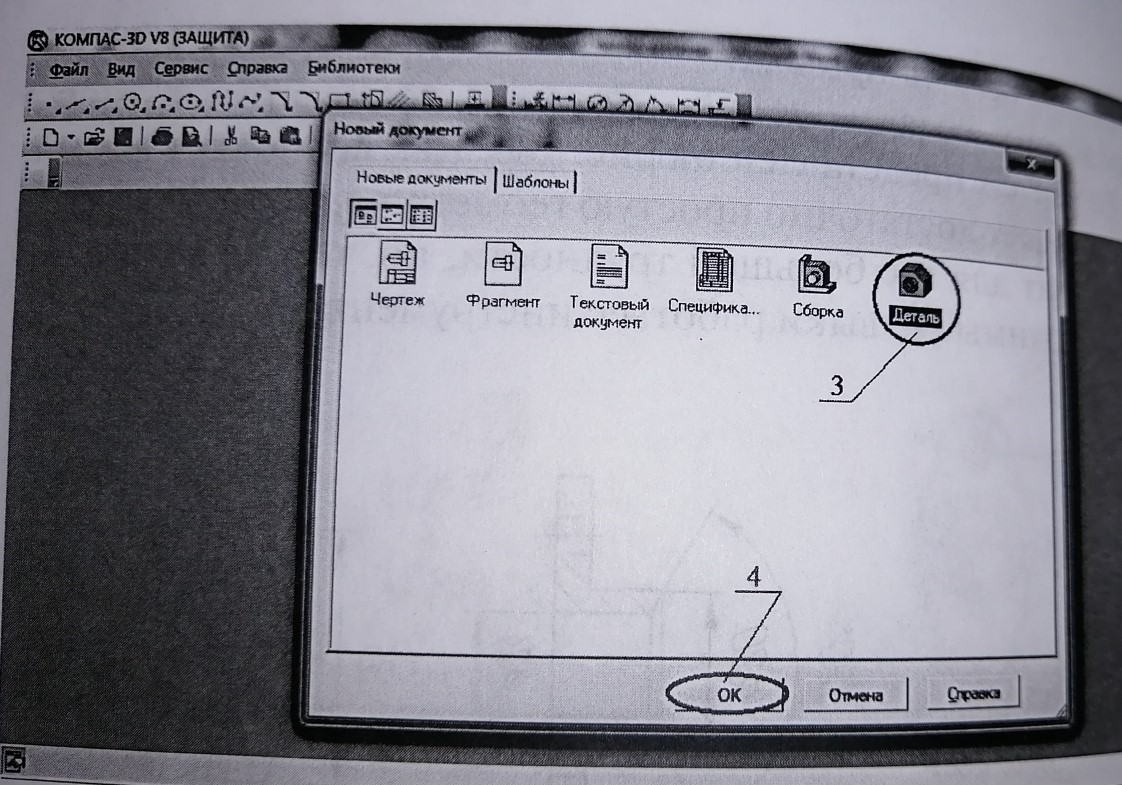 КОМПАС-3D V8 (ЗАЩИТА)
Файл Вид Сервис Справка Библиотеки
Новый документ
Новые документы Шаблоны
Чертеж Фрагмент Текстовый документ Специфика... Сборка Деталь
3
4
ОК Отмена Справка